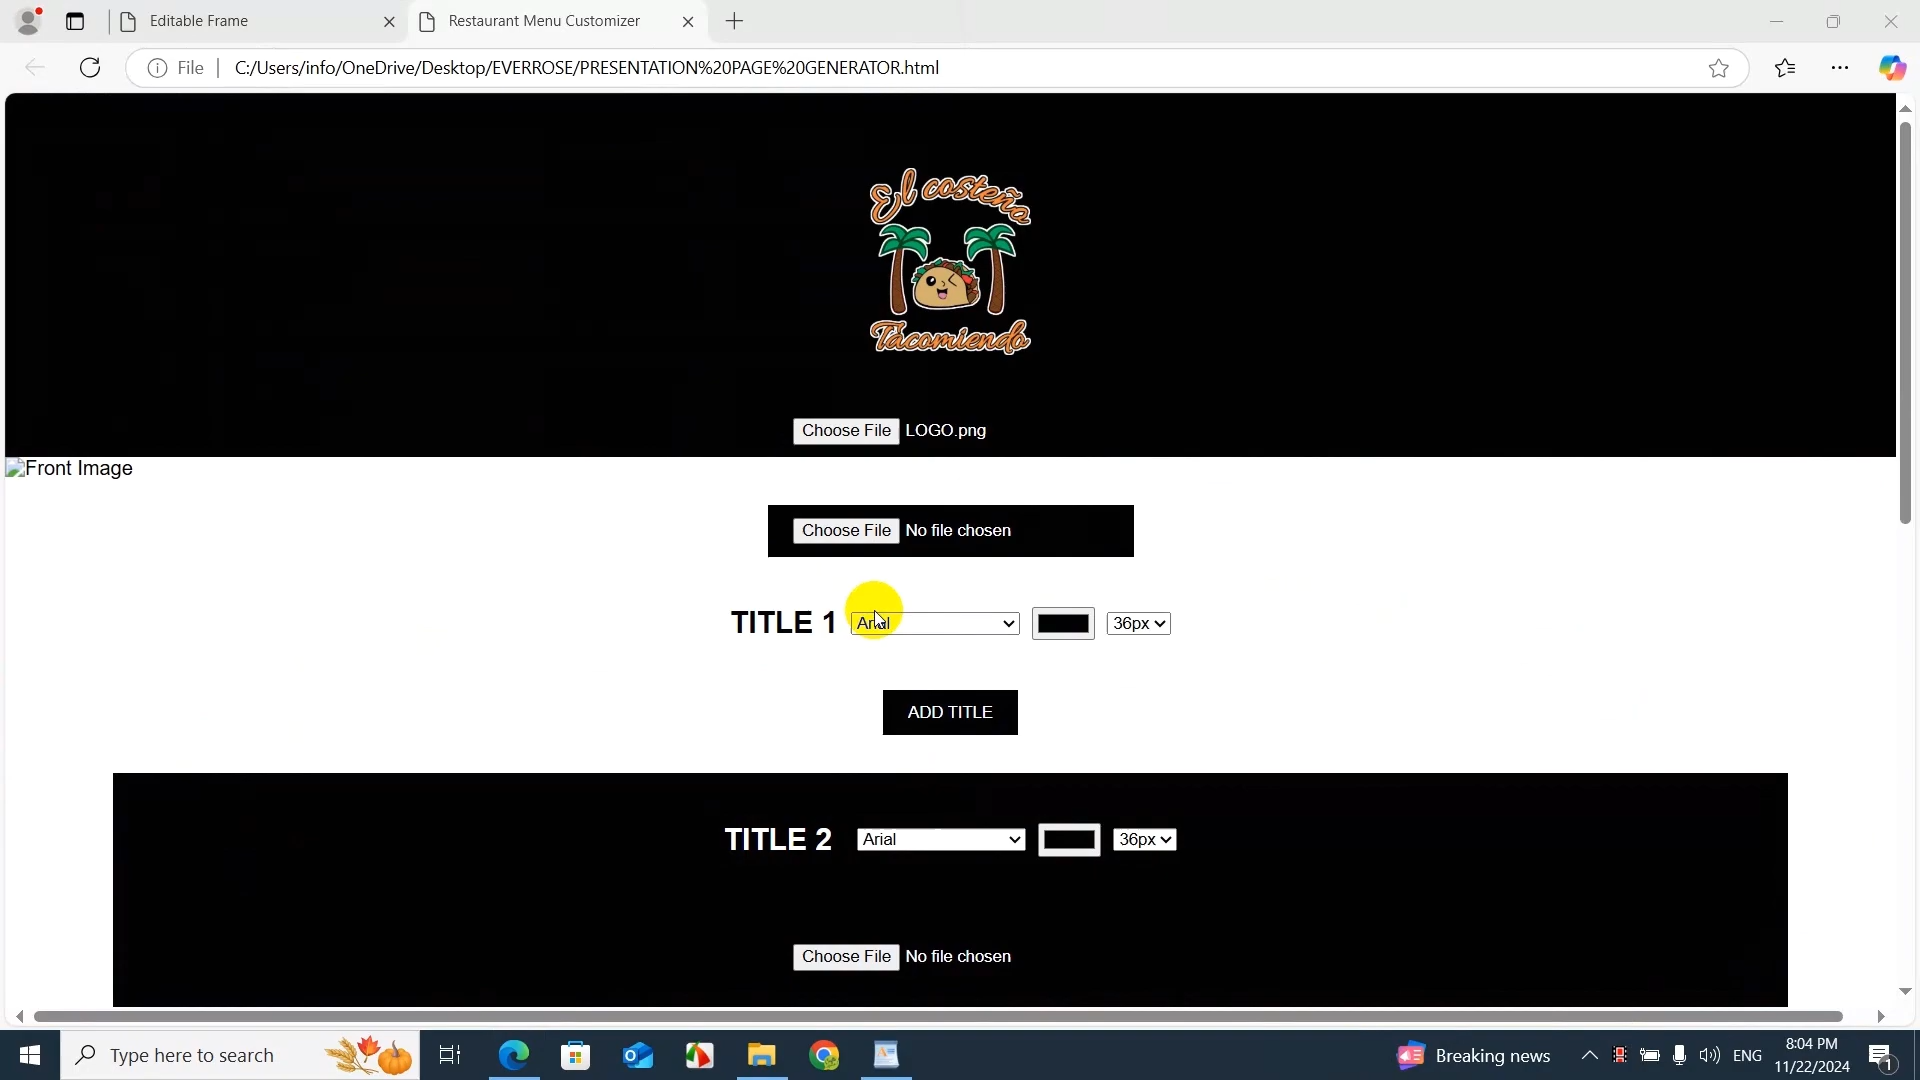 Editable Frame
Restaurant Menu Customizer
File
C:/Users/info/OneDrive/Desktop/EVERROSE/PRESENTATION%20PAGE%20GENERATOR.html
El costeño
Tacomiendo
Choose File LOGO.png
Front Image
Choose File No file chosen
TITLE 1 Arial 36px
ADD TITLE
TITLE 2 Arial 36px
Choose File No file chosen
Type here to search
Breaking news
ENG
8:04 PM
11/22/2024
1